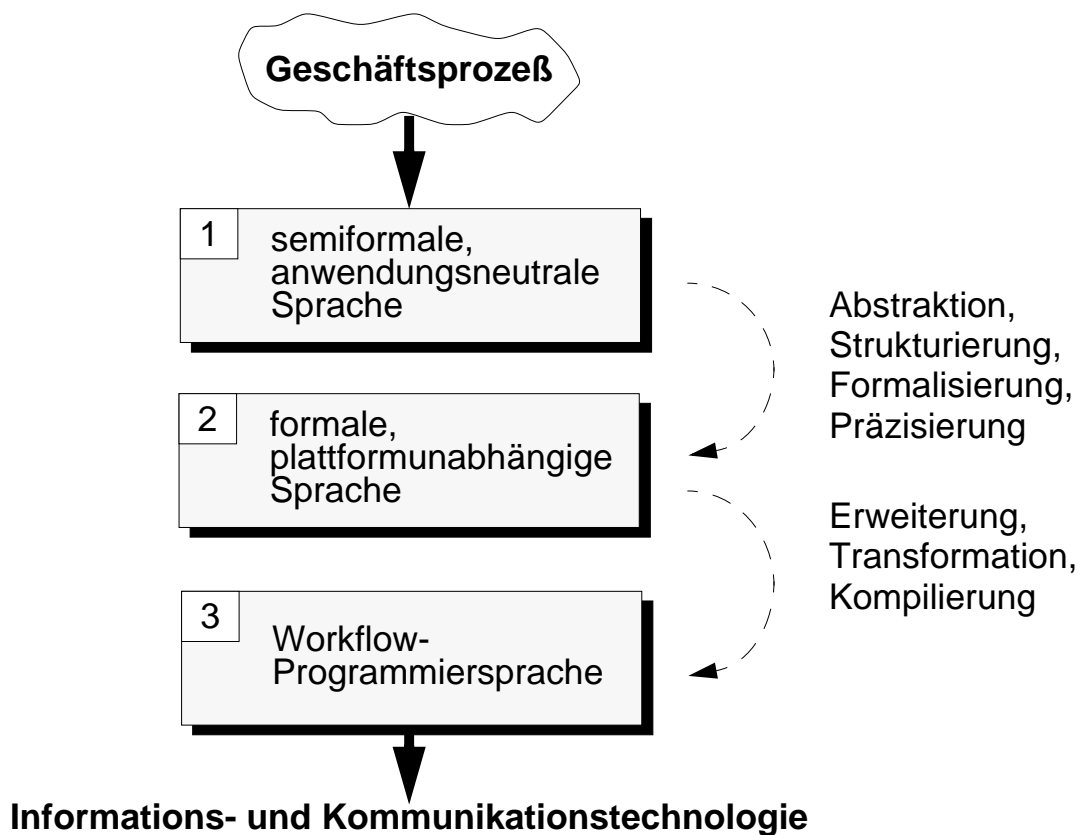 Geschäftsprozeß
1
semiformale,
anwendungsneutrale
Sprache
Abstraktion,
Strukturierung,
Formalisierung,
Präzisierung
2
formale,
plattformunabhängige
Sprache
Erweiterung,
Transformation,
Kompilierung
3
Workflow-
Programmiersprache
Informations- und Kommunikationstechnologie